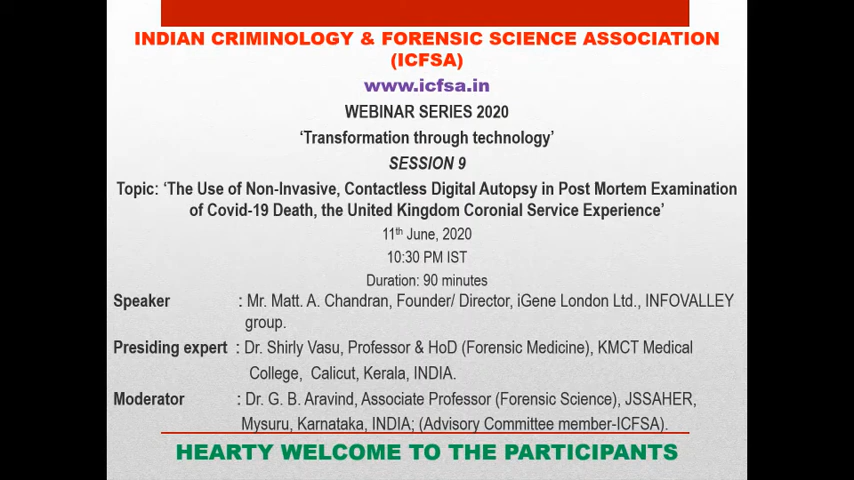 INDIAN CRIMINOLOGY & FORENSIC SCIENCE ASSOCIATION
(ICFSA)
www.icfsa.in
WEBINAR SERIES 2020
‘Transformation through technology’
SESSION 9
Topic: ‘The Use of Non-Invasive, Contactless Digital Autopsy in Post Mortem Examination
of Covid-19 Death, the United Kingdom Coronial Service Experience’
11th June, 2020
10:30 PM IST
Duration: 90 minutes
Speaker : Mr. Matt. A. Chandran, Founder/ Director, iGene London Ltd., INFOVALLEY
group.
Presiding expert : Dr. Shirly Vasu, Professor & HoD (Forensic Medicine), KMCT Medical
College, Calicut, Kerala, INDIA.
Moderator : Dr. G. B. Aravind, Associate Professor (Forensic Science), JSSAHER,
Mysuru, Karnataka, INDIA; (Advisory Committee member-ICFSA).
HEARTY WELCOME TO THE PARTICIPANTS